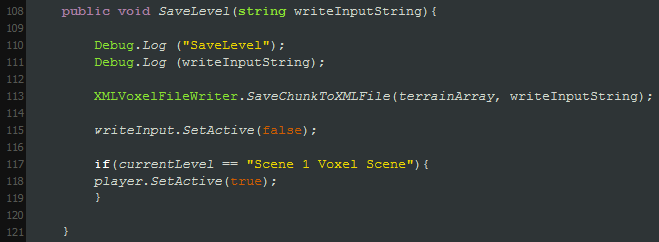 108 public void SaveLevel(string writeInputString){
109
110 Debug.Log ("SaveLevel");
111 Debug.Log (writeInputString);
112
113 XMLVoxelFileWriter.SaveChunkToXMLFile(terrainArray, writeInputString);
114
115 writeInput.SetActive(false);
116
117 if(currentLevel == "Scene 1 Voxel Scene"){
118 player.SetActive(true);
119 }
120
121 }